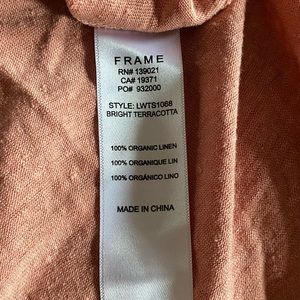 FRAME
RN# 139021
CA# 19371
PO# 932000
STYLE: LWTS1068
BRIGHT TERRACOTTA
100% ORGANIC LINEN
100% ORGANIQUE LIN
100% ORGÁNICO LINO
MADE IN CHINA